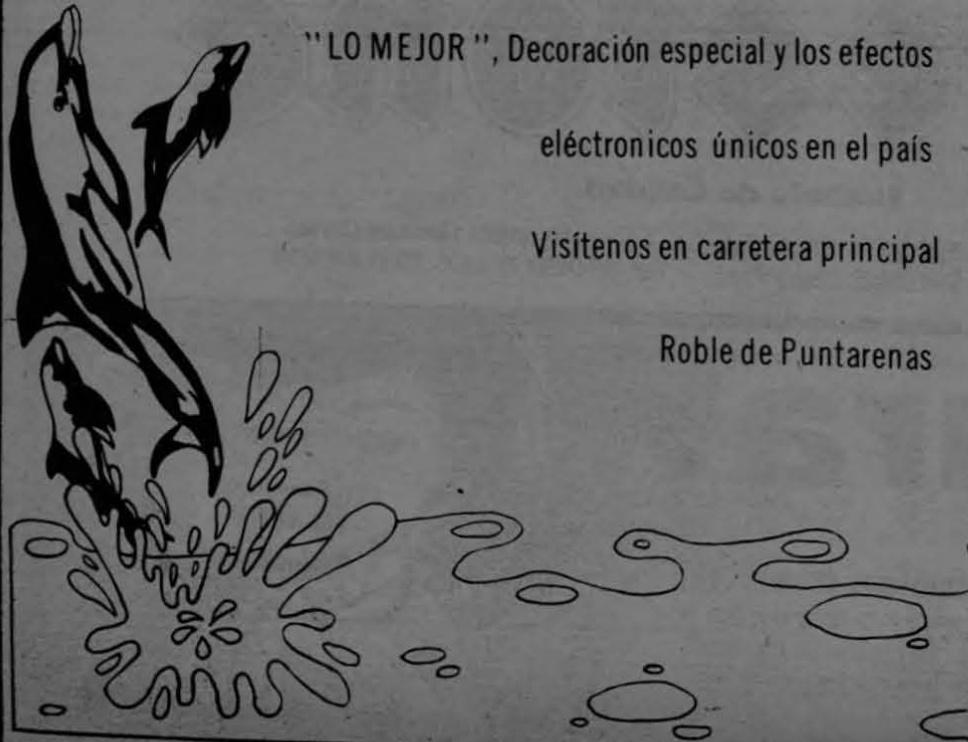 "LO MEJOR", Decoración especial y los efectos
eléctronicos únicos en el país
Visítenos en carretera principal
Roble de Puntarenas